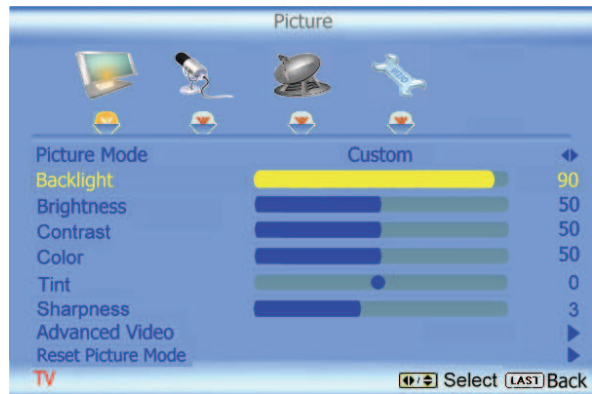 Picture
Picture Mode Custom
Backlight 90
Brightness 50
Contrast 50
Color 50
Tint 0
Sharpness 3
Advanced Video
Reset Picture Mode
TV Select LAST Back